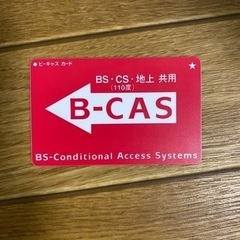 ● ビーキャス カード
★
BS・CS・地上 共用
(110度)
B-CAS
BS-Conditional Access Systems